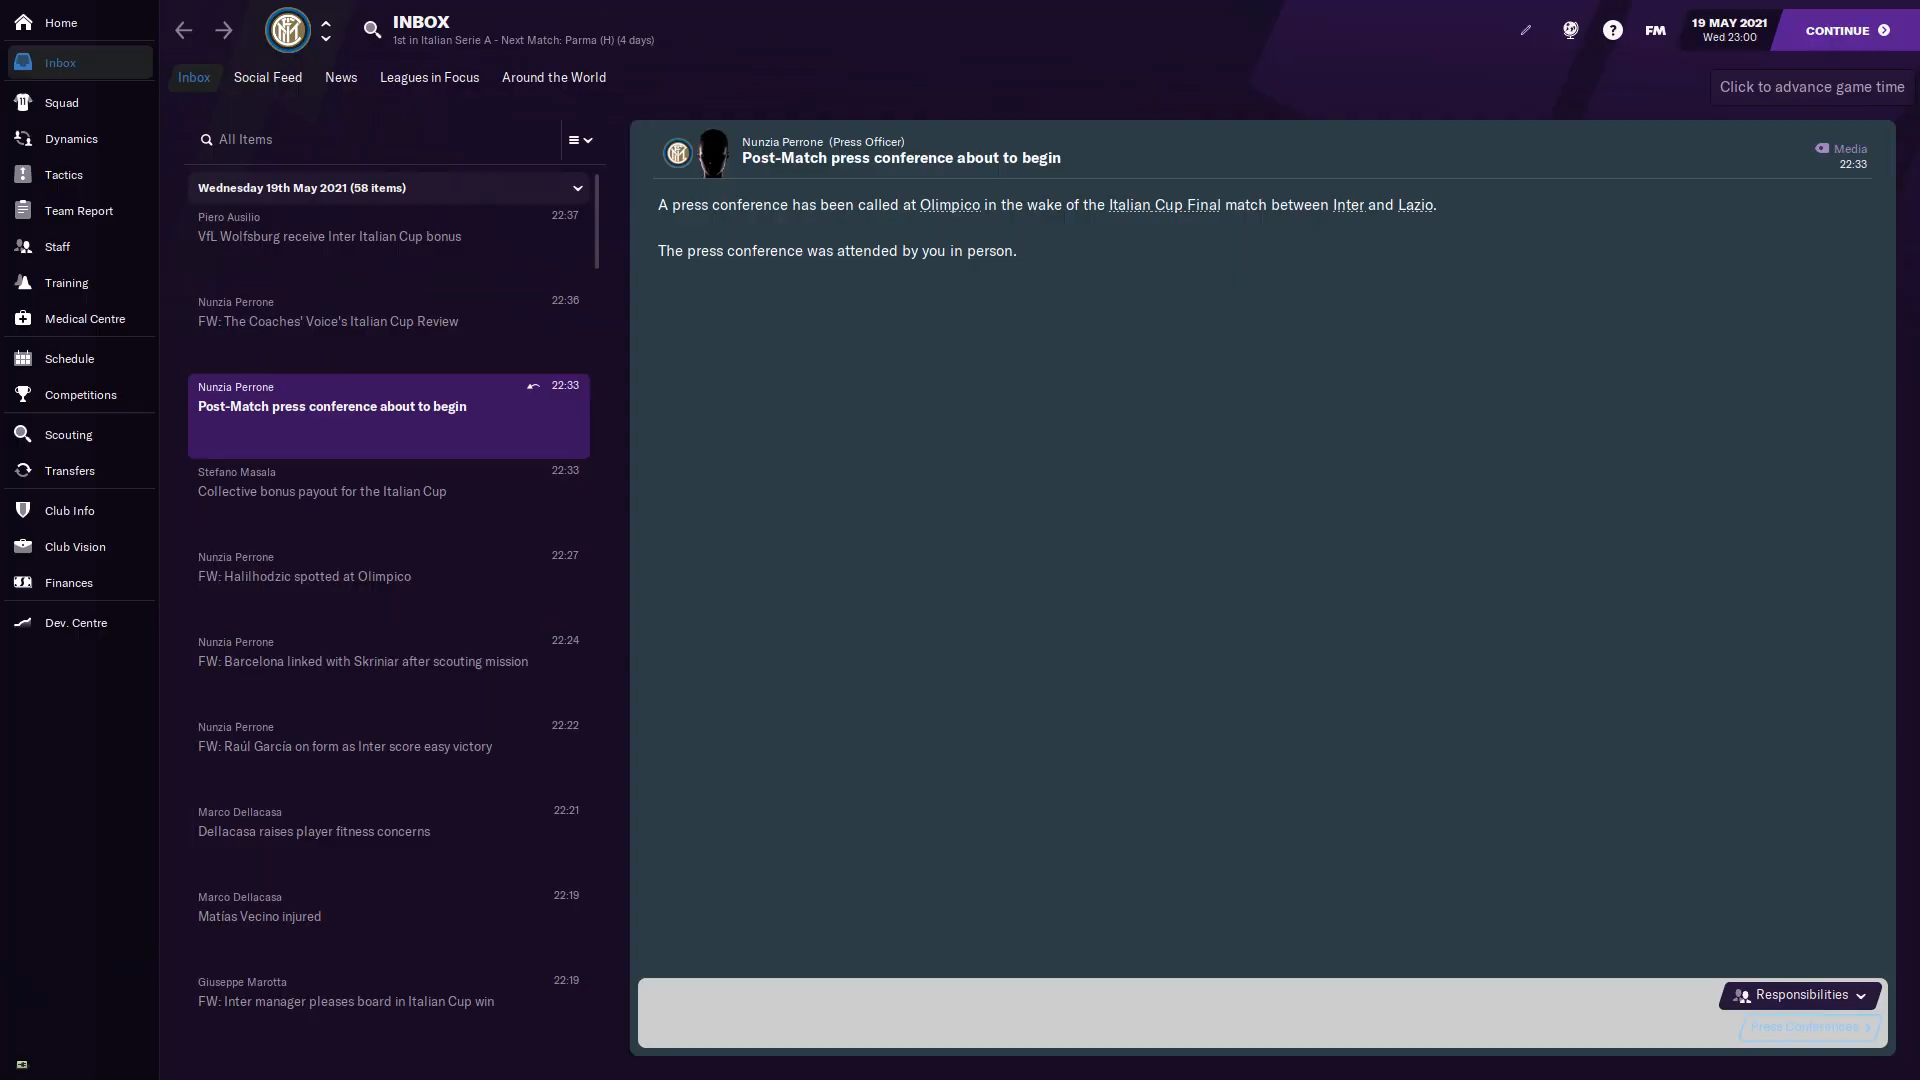 Home
INBOX
1st in Italian Serie A - Next Match: Parma (H) (4 days)
FM
19 MAY 2021
Wed 23:00
CONTINUE
Inbox
Inbox
Social Feed
News
Leagues in Focus
Around the World
Click to advance game time
Squad
Dynamics
Tactics
Team Report
Staff
Training
Medical Centre
Schedule
Competitions
Scouting
Transfers
Club Info
Club Vision
Finances
Dev. Centre
All Items
Wednesday 19th May 2021 (58 items)
Piero Ausilio
22:37
VfL Wolfsburg receive Inter Italian Cup bonus
Nunzia Perrone
22:36
FW: The Coaches' Voice's Italian Cup Review
Nunzia Perrone
22:33
Post-Match press conference about to begin
Stefano Masala
22:33
Collective bonus payout for the Italian Cup
Nunzia Perrone
22:27
FW: Halilhodzic spotted at Olimpico
Nunzia Perrone
22:24
FW: Barcelona linked with Skriniar after scouting mission
Nunzia Perrone
22:22
FW: Raúl García on form as Inter score easy victory
Marco Dellacasa
22:21
Dellacasa raises player fitness concerns
Marco Dellacasa
22:19
Matías Vecino injured
Giuseppe Marotta
22:19
FW: Inter manager pleases board in Italian Cup win
Nunzia Perrone (Press Officer)
Post-Match press conference about to begin
Media
22:33
A press conference has been called at Olimpico in the wake of the Italian Cup Final match between Inter and Lazio.
The press conference was attended by you in person.
Responsibilities
Press Conferences